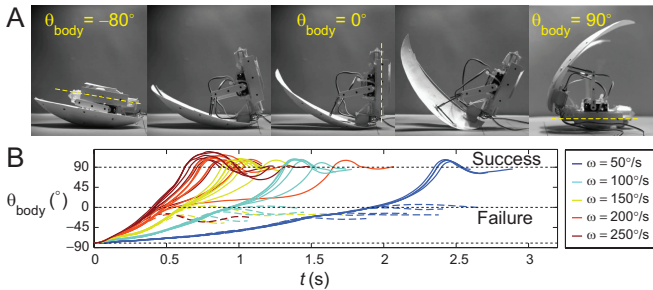 A
θbody = −80°
θbody = 0°
θbody = 90°
B
θbody (°)
90
45
0
−45
−90
Success
Failure
0
0.5
1
1.5
2
2.5
3
t (s)
ω = 50°/s
ω = 100°/s
ω = 150°/s
ω = 200°/s
ω = 250°/s